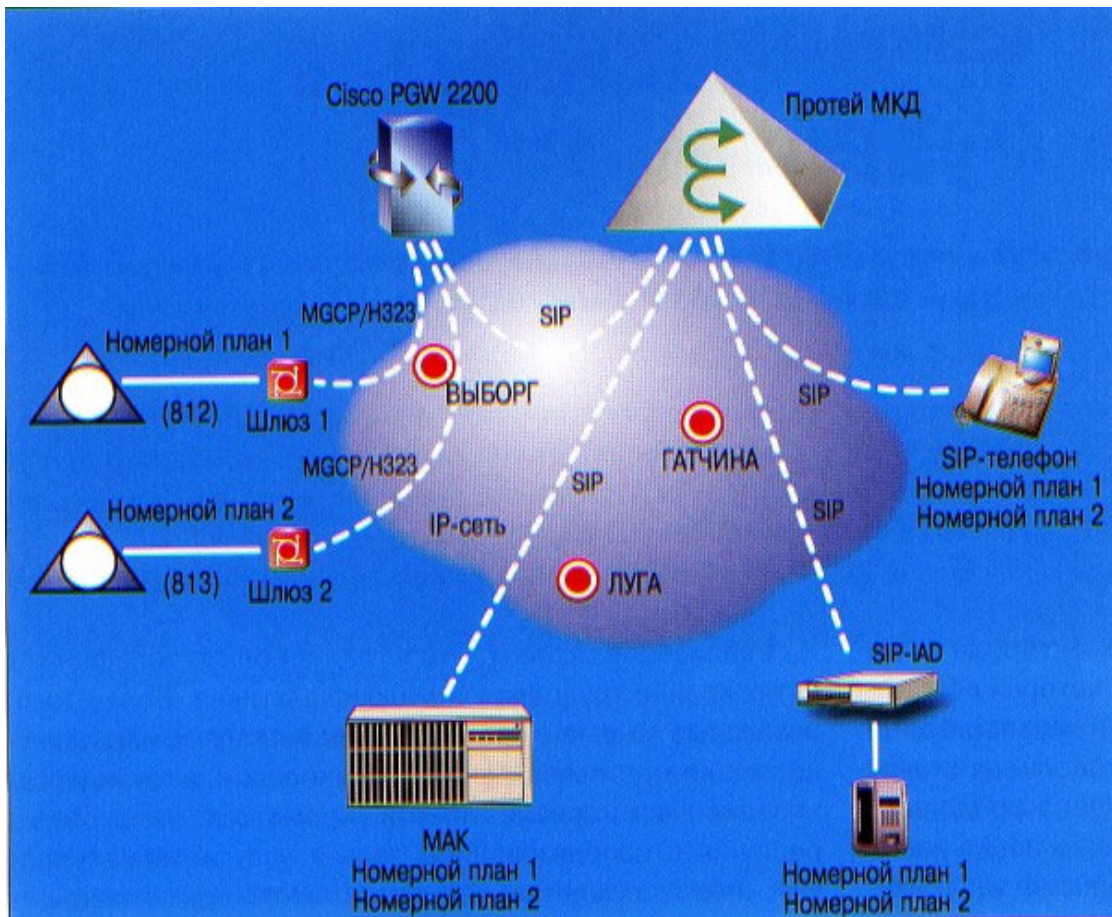 Cisco PGW 2200
Протей МКД
MGCP/H323
SIP
Номерной план 1
(812)
Шлюз 1
ВЫБОРГ
SIP
ГАТЧИНА
SIP-телефон
Номерной план 1
Номерной план 2
MGCP/H323
SIP
Номерной план 2
(813)
Шлюз 2
IP-сеть
SIP
ЛУГА
SIP-IAD
МАК
Номерной план 1
Номерной план 2
Номерной план 1
Номерной план 2